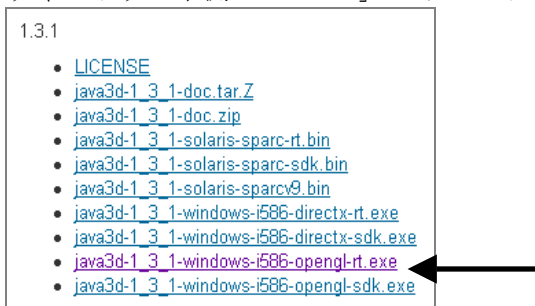 1.3.1
LICENSE
java3d-1_3_1-doc.tar.Z
java3d-1_3_1-doc.zip
java3d-1_3_1-solaris-sparc-rt.bin
java3d-1_3_1-solaris-sparc-sdk.bin
java3d-1_3_1-solaris-sparcv9.bin
java3d-1_3_1-windows-i586-directx-rt.exe
java3d-1_3_1-windows-i586-directx-sdk.exe
java3d-1_3_1-windows-i586-opengl-rt.exe
java3d-1_3_1-windows-i586-opengl-sdk.exe